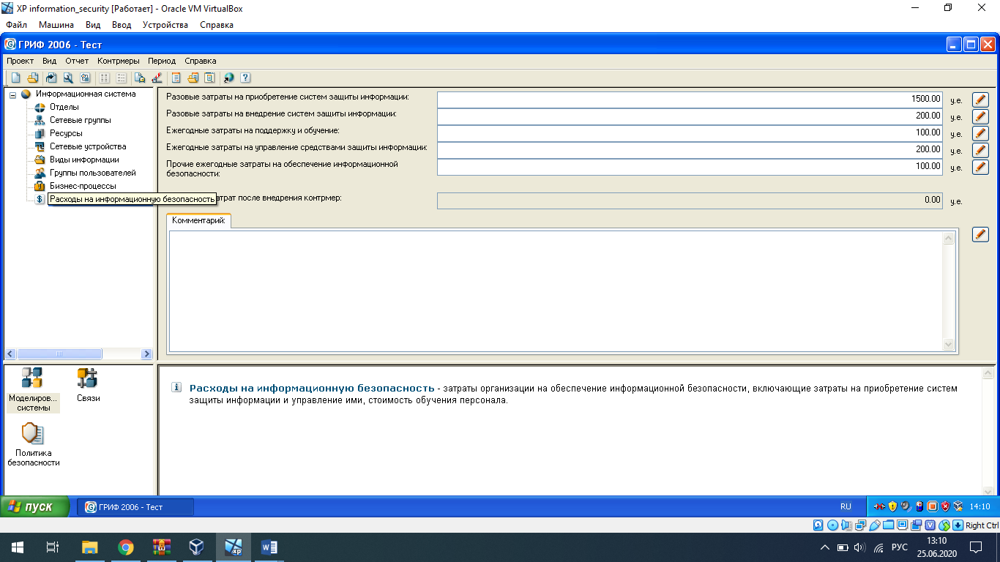 XP information_security [Работает] - Oracle VM VirtualBox
Файл Машина Вид Ввод Устройства Справка
ГРИФ 2006 - Тест
Проект Вид Отчет Контрмеры Период Справка
Информационная система
Отделы
Сетевые группы
Ресурсы
Сетевые устройства
Виды информации
Группы пользователей
Бизнес-процессы
Расходы на информационную безопасность
Разовые затраты на приобретение систем защиты информации: 1500.00 у.е.
Разовые затраты на внедрение систем защиты информации: 200.00 у.е.
Ежегодные затраты на поддержку и обучение: 100.00 у.е.
Ежегодные затраты на управление средствами защиты информации: 200.00 у.е.
Прочие ежегодные затраты на обеспечение информационной
безопасности: 100.00 у.е.
атрат после внедрения контрмер: 0.00 у.е.
Комментарий:
Моделиров...
системы
Связи
Политика
безопасности
Расходы на информационную безопасность - затраты организации на обеспечение информационной безопасности, включающие затраты на приобретение систем
защиты информации и управление ими, стоимость обучения персонала.
пуск
ГРИФ 2006 - Тест
RU
14:10
Right Ctrl
xp
РУС
13:10
25.06.2020